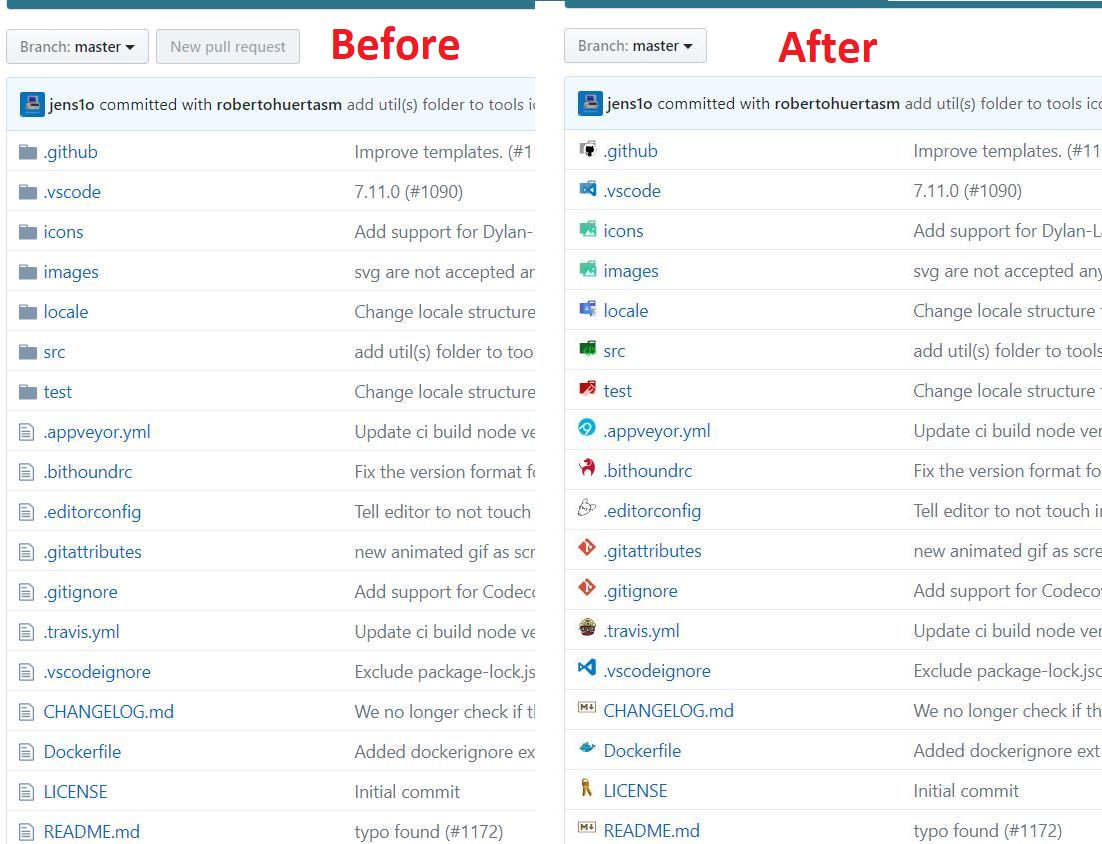 Branch: master
New pull request
Before
jens1o committed with robertohuertasm add util(s) folder to tools ic
.github Improve templates. (#1
.vscode 7.11.0 (#1090)
icons Add support for Dylan-
images svg are not accepted an
locale Change locale structure
src add util(s) folder to too
test Change locale structure
.appveyor.yml Update ci build node ve
.bithoundrc Fix the version format fo
.editorconfig Tell editor to not touch
.gitattributes new animated gif as scr
.gitignore Add support for Codeco
.travis.yml Update ci build node ve
.vscodeignore Exclude package-lock.js
CHANGELOG.md We no longer check if t
Dockerfile Added dockerignore ex
LICENSE Initial commit
README.md typo found (#1172)
Branch: master
After
jens1o committed with robertohuertasm add util(s) folder to tools ico
.github Improve templates. (#11
.vscode 7.11.0 (#1090)
icons Add support for Dylan-La
images svg are not accepted any
locale Change locale structure
src add util(s) folder to tools
test Change locale structure
.appveyor.yml Update ci build node ver
.bithoundrc Fix the version format fo
.editorconfig Tell editor to not touch i
.gitattributes new animated gif as scre
.gitignore Add support for Codecov
.travis.yml Update ci build node ver
.vscodeignore Exclude package-lock.jso
M↓ CHANGELOG.md We no longer check if th
Dockerfile Added dockerignore ext
LICENSE Initial commit
M↓ README.md typo found (#1172)